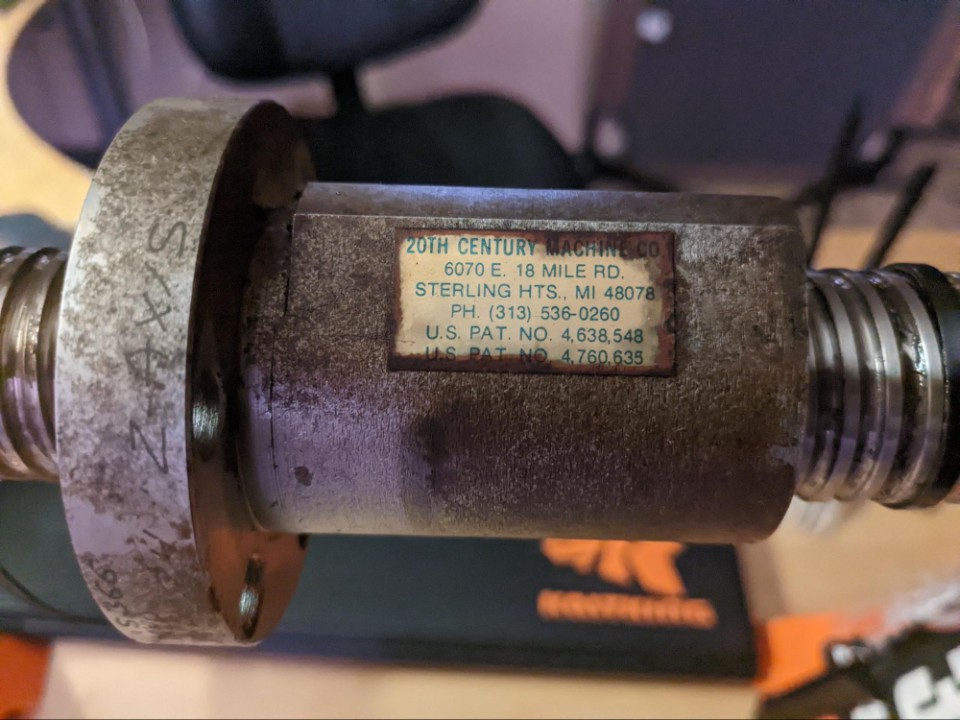 20TH CENTURY MACHINE CO
6070 E. 18 MILE RD.
STERLING HTS., MI 48078
PH. (313) 536-0260
U.S. PAT. NO. 4,638,548
U.S. PAT. NO. 4,760,635
Z AXIS